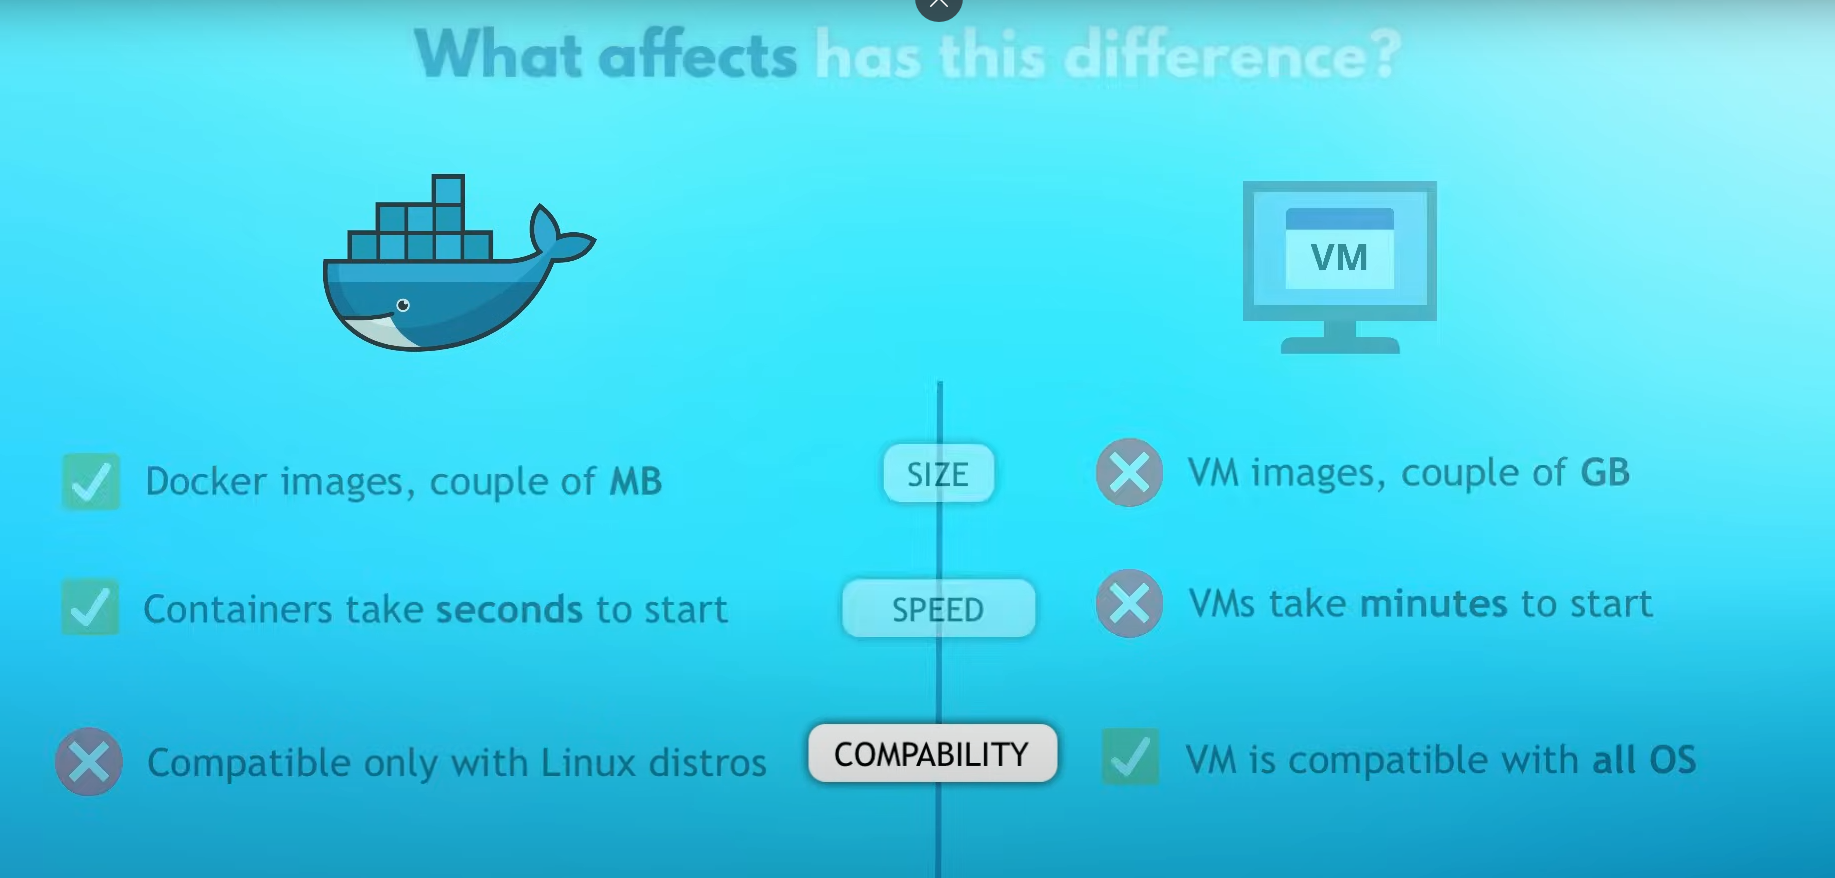 What affects has this difference?
VM
Docker images, couple of MB
SIZE
VM images, couple of GB
Containers take seconds to start
SPEED
VMs take minutes to start
Compatible only with Linux distros
COMPABILITY
VM is compatible with all OS